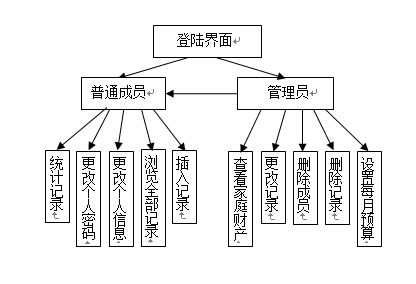 登陆界面
普通成员
管理员
统计记录
更改个人密码
更改个人信息
浏览全部记录
插入记录
查看家庭财产
更改记录
删除成员
删除记录
设置每月预算